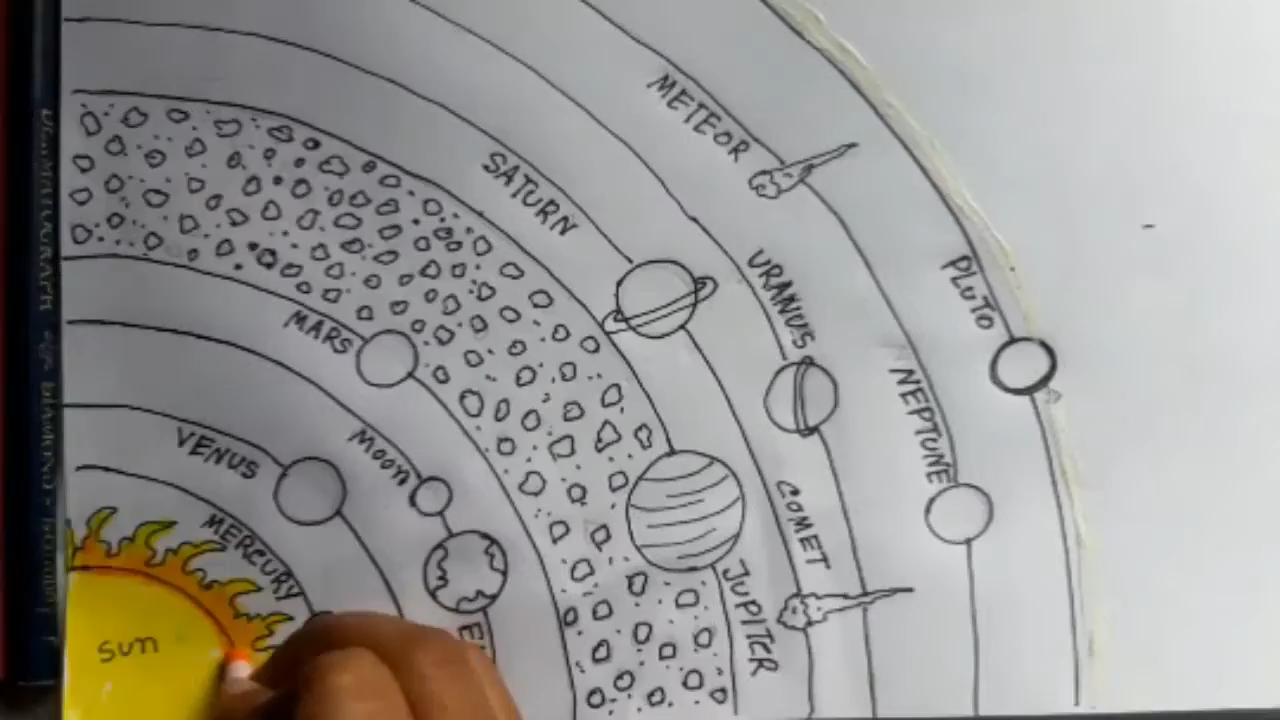 METEOR
SATURN
PLUTO
URANUS
MARS
NEPTUNE
Moon
VENUS
COMET
MERCURY
JUPITER
sun